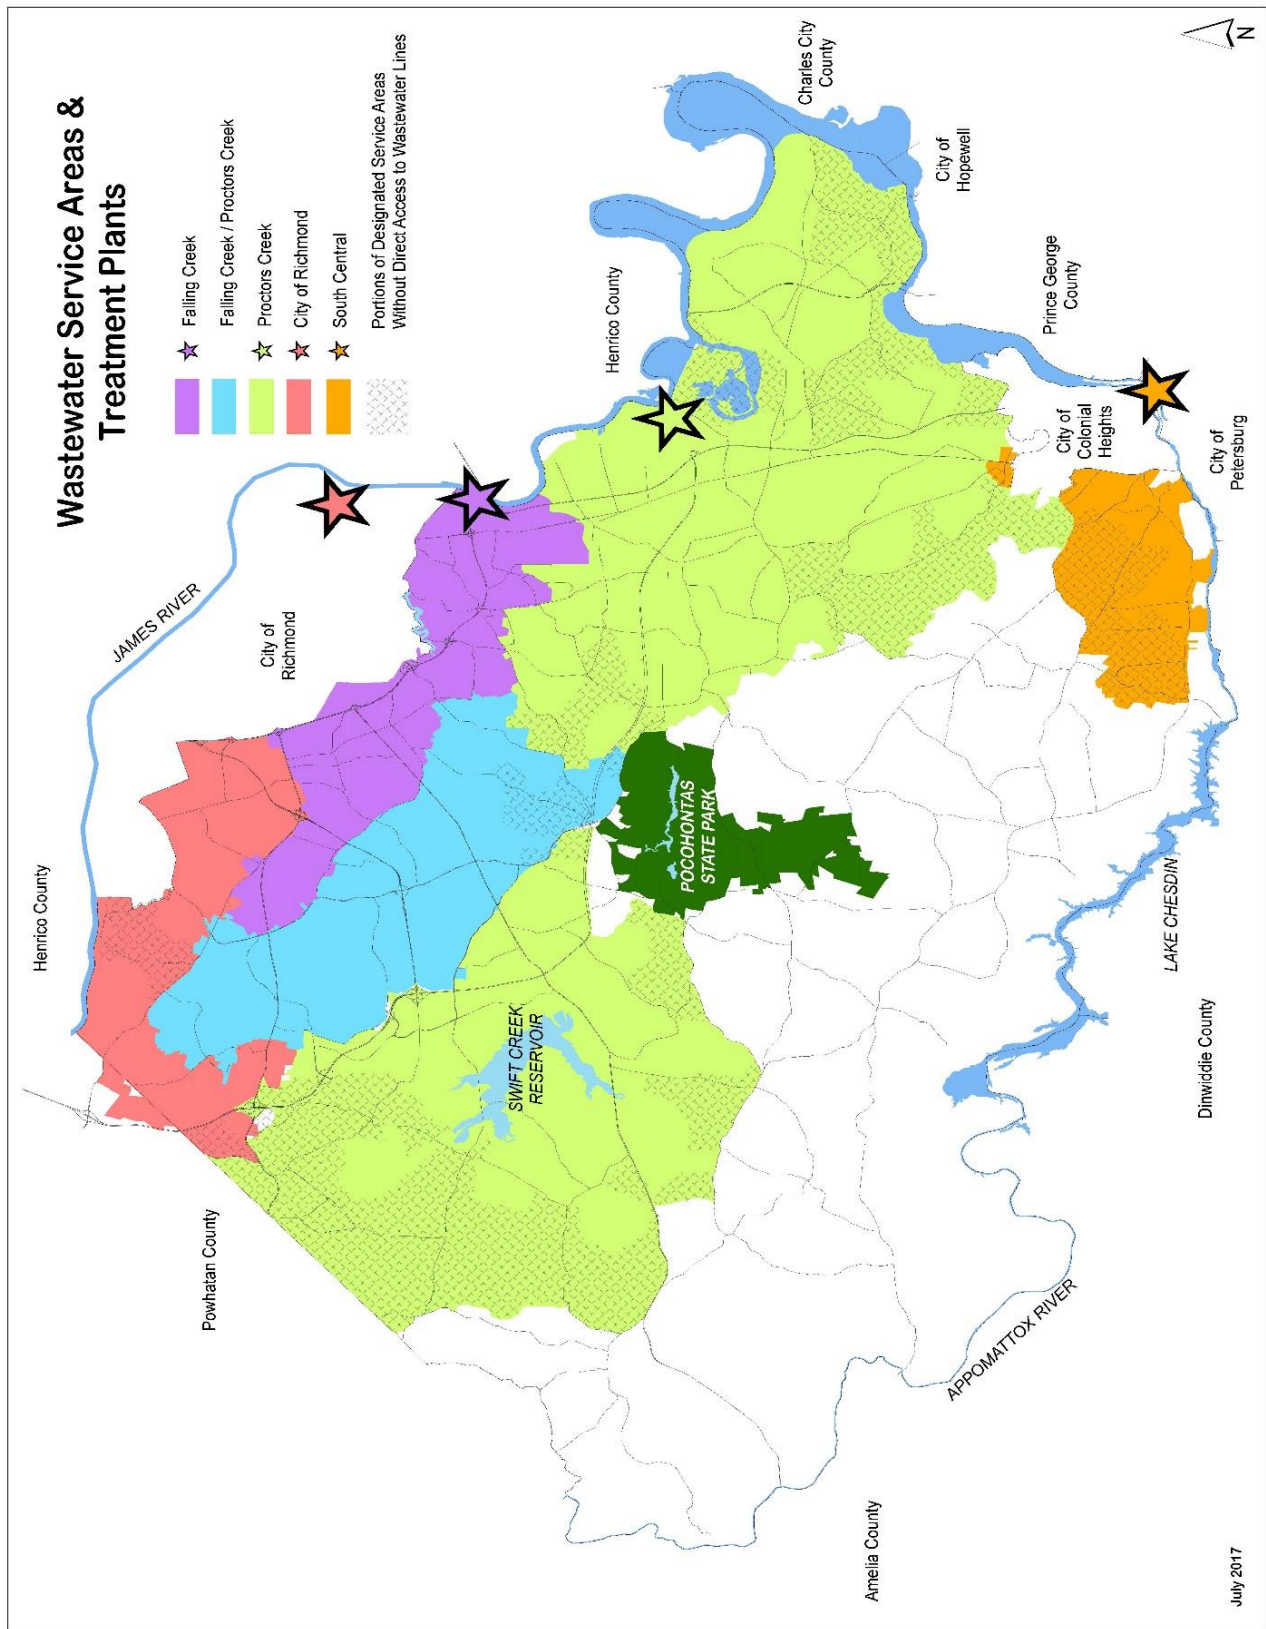 Wastewater Service Areas &
Treatment Plants
Falling Creek
Falling Creek / Proctors Creek
Proctors Creek
City of Richmond
South Central
Portions of Designated Service Areas
Without Direct Access to Wastewater Lines
Henrico County
JAMES RIVER
City of
Richmond
Powhatan County
Henrico County
Charles City
County
City of
Hopewell
SWIFT CREEK
RESERVOIR
POCOHONTAS
STATE PARK
Prince George
County
City of
Colonial
Heights
City of
Petersburg
LAKE CHESDIN
Dinwiddie County
APPOMATTOX RIVER
Amelia County
July 2017
N